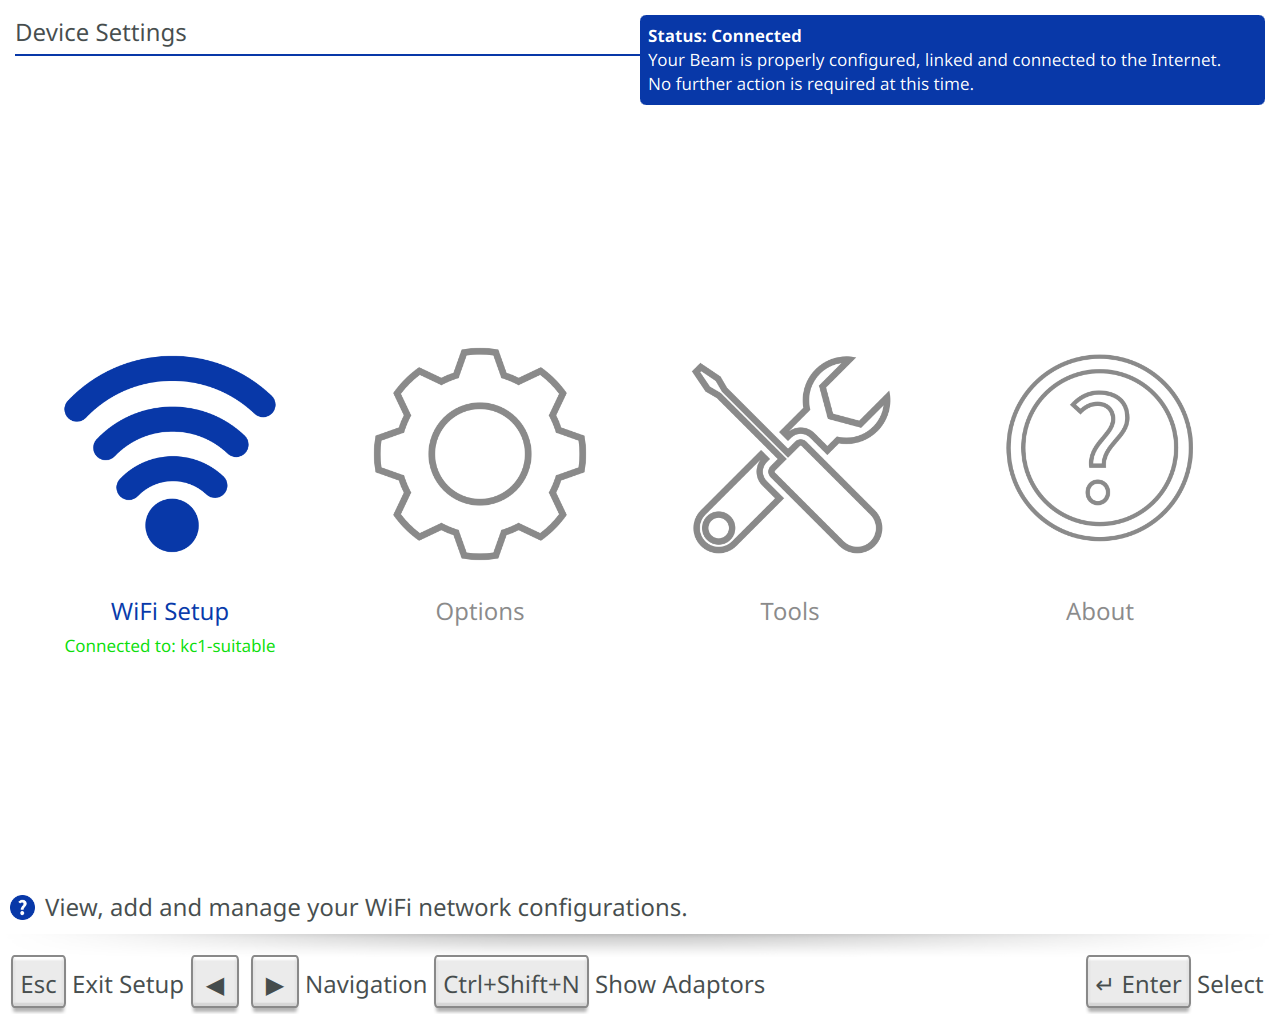 Device Settings
Status: Connected
Your Beam is properly configured, linked and connected to the Internet.
No further action is required at this time.
WiFi Setup
Connected to: kc1-suitable
Options
Tools
About
? View, add and manage your WiFi network configurations.
Esc Exit Setup ◀ ▶ Navigation Ctrl+Shift+N Show Adaptors ↵ Enter Select